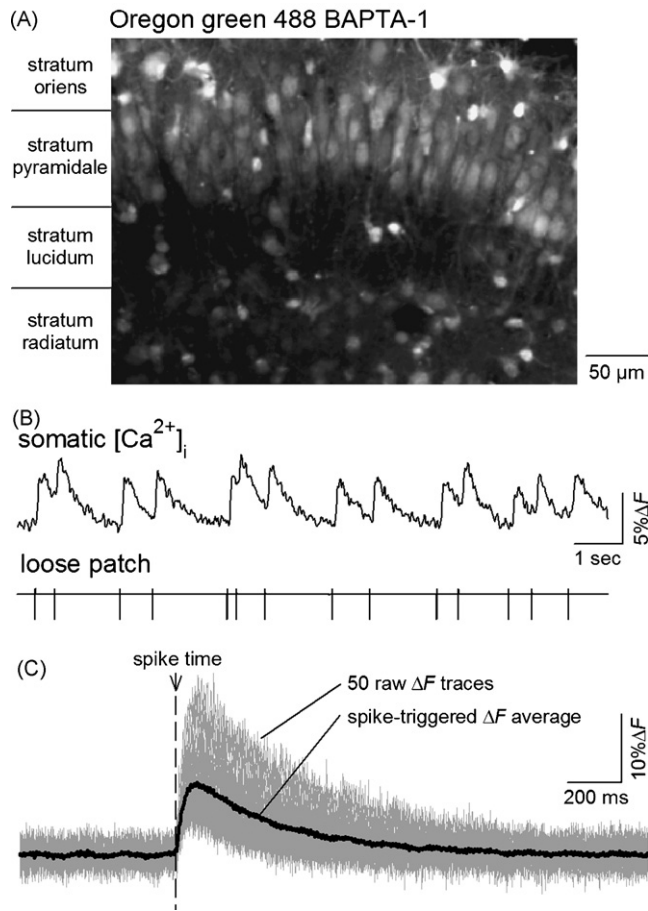 (A) Oregon green 488 BAPTA-1
stratum
oriens
stratum
pyramidale
stratum
lucidum
stratum
radiatum
50 µm
(B)
somatic [Ca²⁺]ᵢ
5%ΔF
1 sec
loose patch
(C)
spike time
50 raw ΔF traces
spike-triggered ΔF average
10%ΔF
200 ms